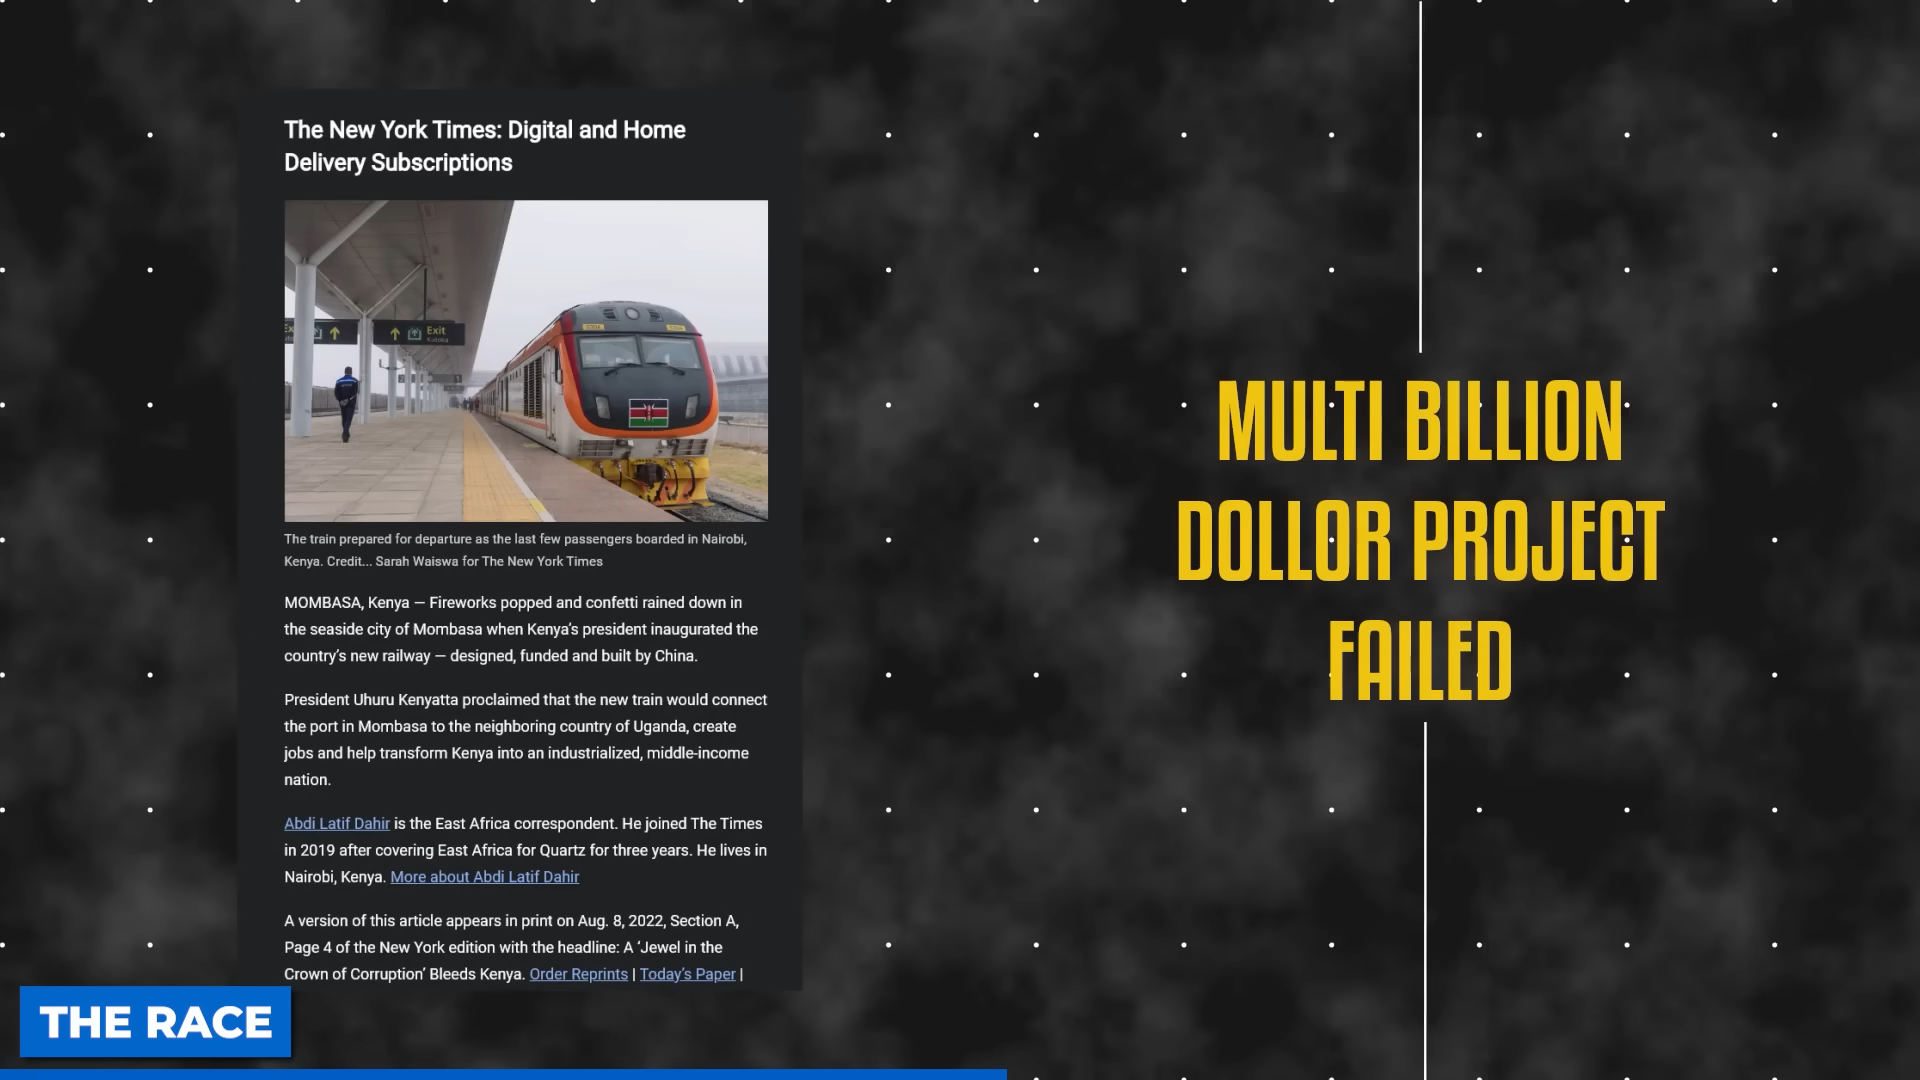 The New York Times: Digital and Home
Delivery Subscriptions
Exit
The train prepared for departure as the last few passengers boarded in Nairobi,
Kenya. Credit... Sarah Waiswa for The New York Times
MOMBASA, Kenya — Fireworks popped and confetti rained down in
the seaside city of Mombasa when Kenya's president inaugurated the
country's new railway — designed, funded and built by China.
President Uhuru Kenyatta proclaimed that the new train would connect
the port in Mombasa to the neighboring country of Uganda, create
jobs and help transform Kenya into an industrialized, middle-income
nation.
Abdi Latif Dahir is the East Africa correspondent. He joined The Times
in 2019 after covering East Africa for Quartz for three years. He lives in
Nairobi, Kenya. More about Abdi Latif Dahir
A version of this article appears in print on Aug. 8, 2022, Section A,
Page 4 of the New York edition with the headline: A ‘Jewel in the
Crown of Corruption’ Bleeds Kenya. Order Reprints | Today's Paper |
MULTI BILLION
DOLLOR PROJECT
FAILED
THE RACE